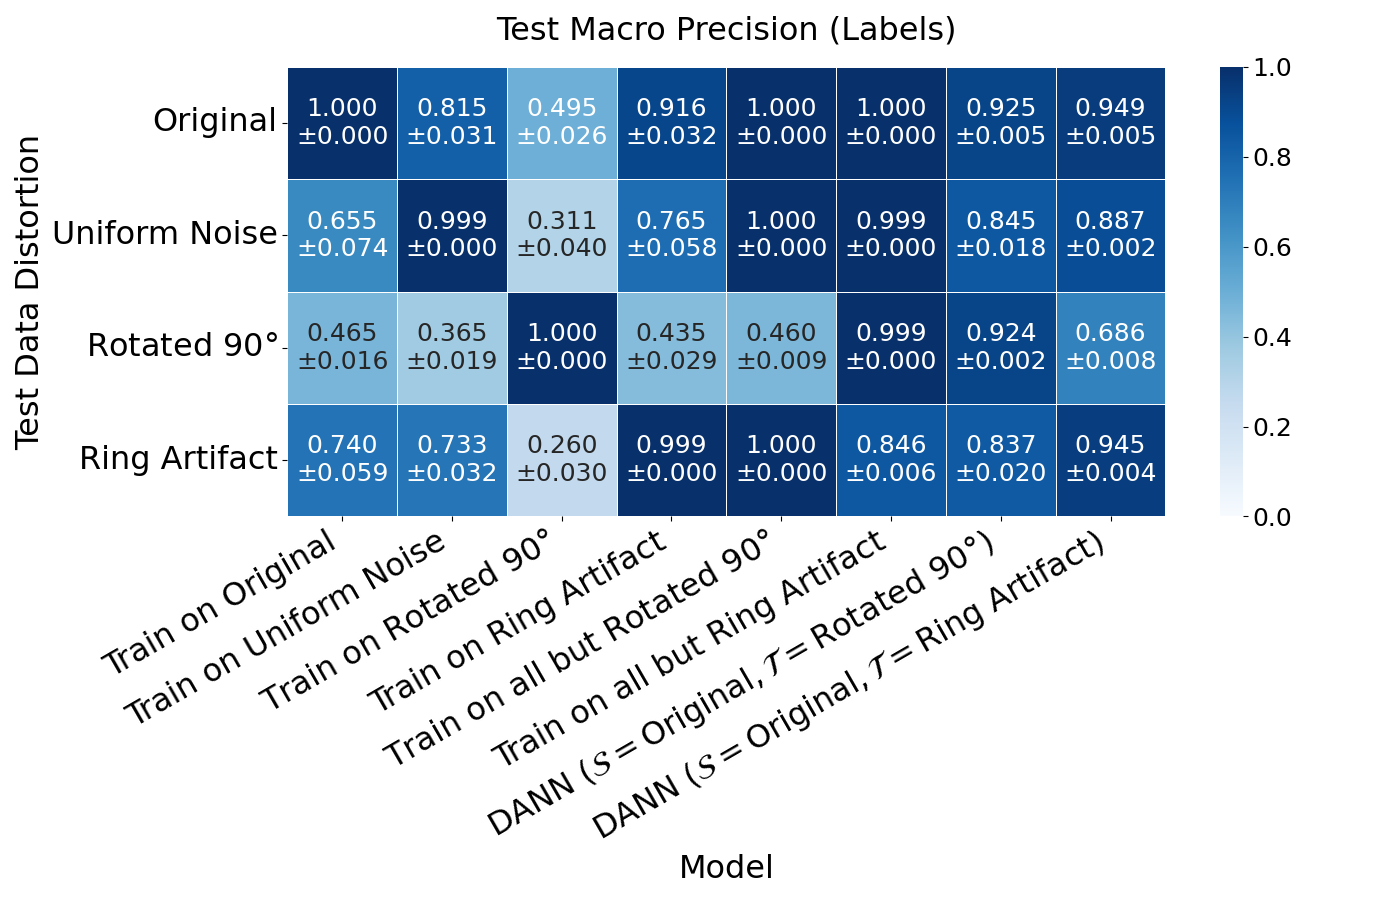 Test Macro Precision (Labels)
Test Data Distortion
Original
1.000 0.815 0.495 0.916 1.000 1.000 0.925 0.949
±0.000 ±0.031 ±0.026 ±0.032 ±0.000 ±0.000 ±0.005 ±0.005
Uniform Noise
0.655 0.999 0.311 0.765 1.000 0.999 0.845 0.887
±0.074 ±0.000 ±0.040 ±0.058 ±0.000 ±0.000 ±0.018 ±0.002
Rotated 90°
0.465 0.365 1.000 0.435 0.460 0.999 0.924 0.686
±0.016 ±0.019 ±0.000 ±0.029 ±0.009 ±0.000 ±0.002 ±0.008
Ring Artifact
0.740 0.733 0.260 0.999 1.000 0.846 0.837 0.945
±0.059 ±0.032 ±0.030 ±0.000 ±0.000 ±0.006 ±0.020 ±0.004
1.0
0.8
0.6
0.4
0.2
0.0
Train on Original
Train on Uniform Noise
Train on Rotated 90°
Train on Ring Artifact
Train on all but Rotated 90°
Train on all but Ring Artifact
DANN (𝒮 = Original, 𝒯 = Rotated 90°)
DANN (𝒮 = Original, 𝒯 = Ring Artifact)
Model